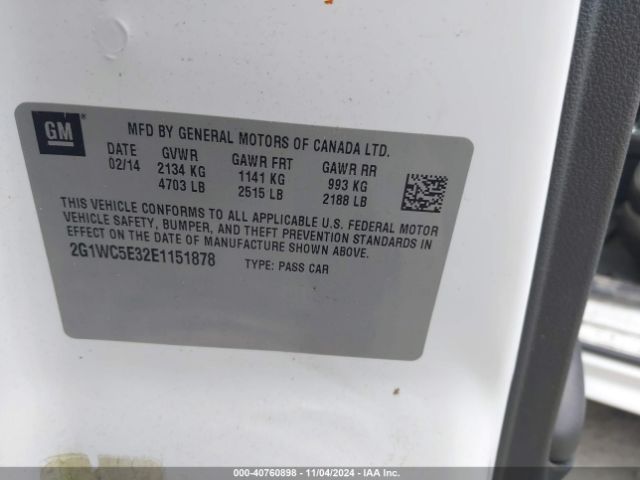 GM
MFD BY GENERAL MOTORS OF CANADA LTD.
DATE GVWR GAWR FRT GAWR RR
02/14 2134 KG 1141 KG 993 KG
4703 LB 2515 LB 2188 LB
THIS VEHICLE CONFORMS TO ALL APPLICABLE U.S. FEDERAL MOTOR
VEHICLE SAFETY, BUMPER, AND THEFT PREVENTION STANDARDS IN
EFFECT ON THE DATE OF MANUFACTURE SHOWN ABOVE.
2G1WC5E32E1151878 TYPE: PASS CAR
000-40760898 - 11/04/2024 - IAAI.com